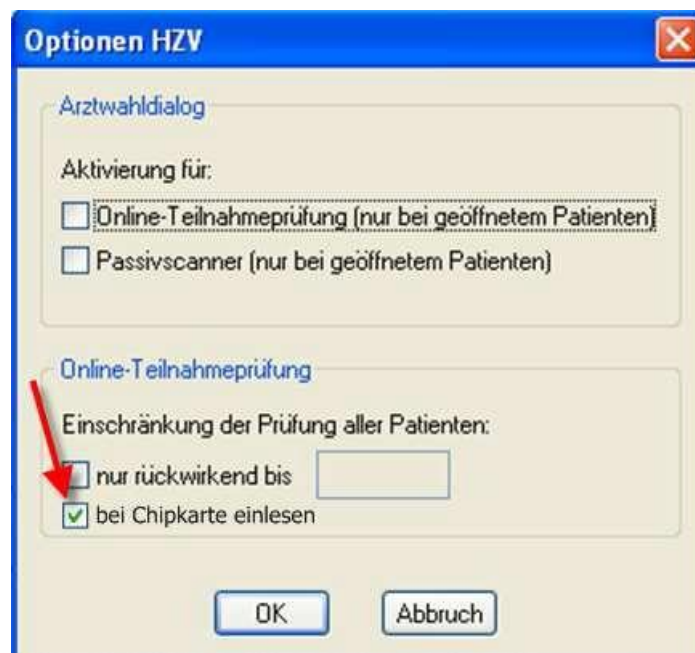 Optionen HZV
Arztwahldialog
Aktivierung für:
Online-Teilnahmeprüfung (nur bei geöffnetem Patienten)
Passivscanner (nur bei geöffnetem Patienten)
Online-Teilnahmeprüfung
Einschränkung der Prüfung aller Patienten:
nur rückwirkend bis
bei Chipkarte einlesen
OK Abbruch